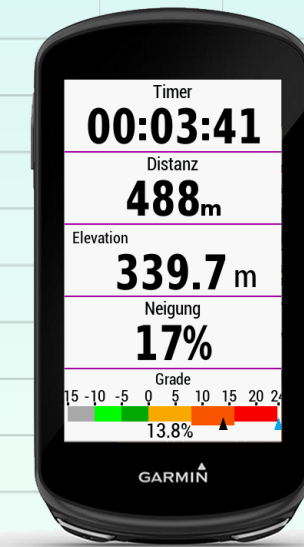 Timer
00:03:41
Distanz
488m
Elevation
339.7 m
Neigung
17%
Grade
15 -10 -5 0 5 10 15 20
13.8%
GARMIN